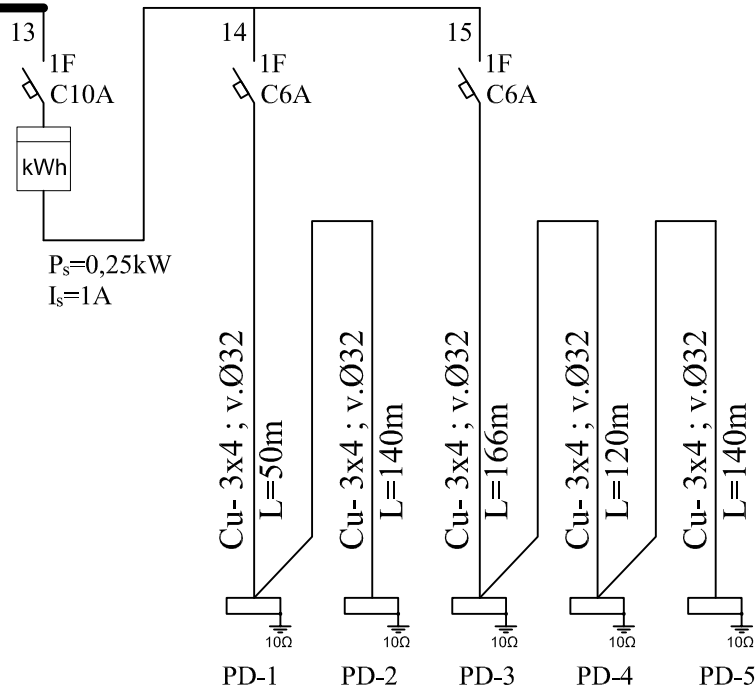 13
14
15
1F
C10A
1F
C6A
1F
C6A
kWh
Ps=0,25kW
Is=1A
Cu- 3x4 ; v.Ø32
L=50m
Cu- 3x4 ; v.Ø32
L=140m
Cu- 3x4 ; v.Ø32
L=166m
Cu- 3x4 ; v.Ø32
L=120m
Cu- 3x4 ; v.Ø32
L=140m
10Ω
10Ω
10Ω
10Ω
10Ω
PD-1
PD-2
PD-3
PD-4
PD-5